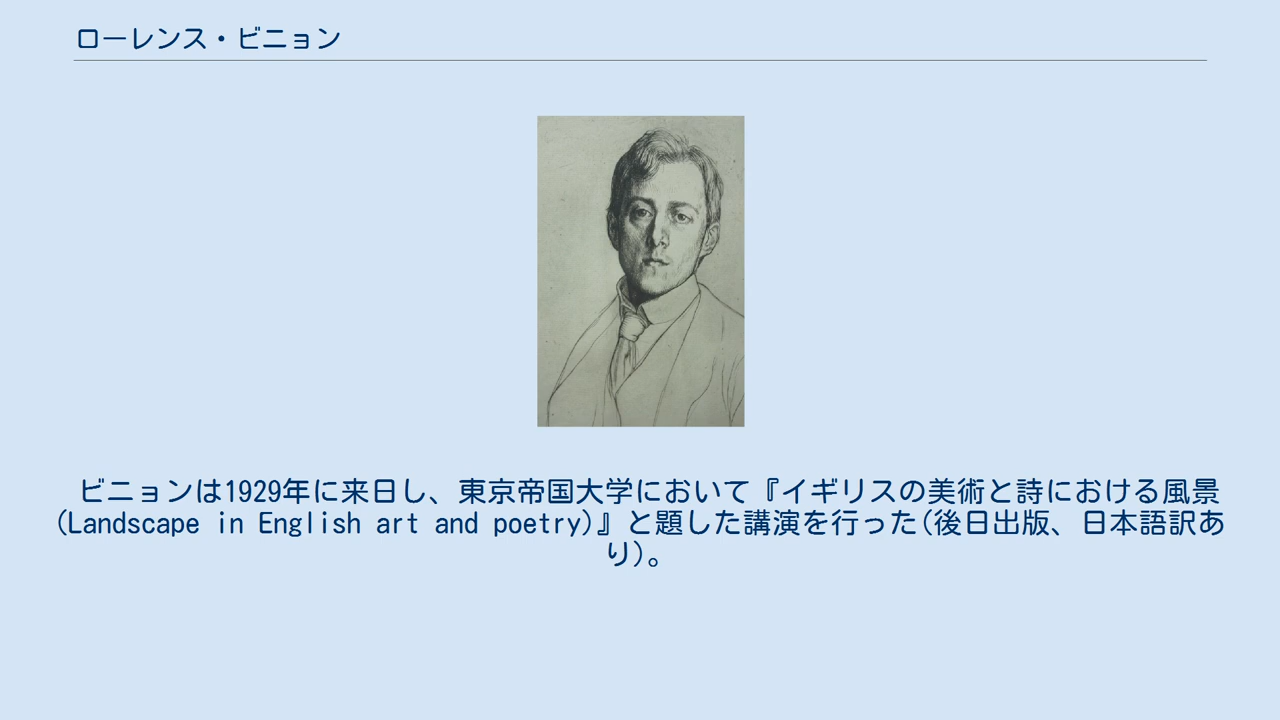 ローレンス・ビニョン
ビニョンは1929年に来日し、東京帝国大学において『イギリスの美術と詩における風景
(Landscape in English art and poetry)』と題した講演を行った(後日出版、日本語訳あ
り)。